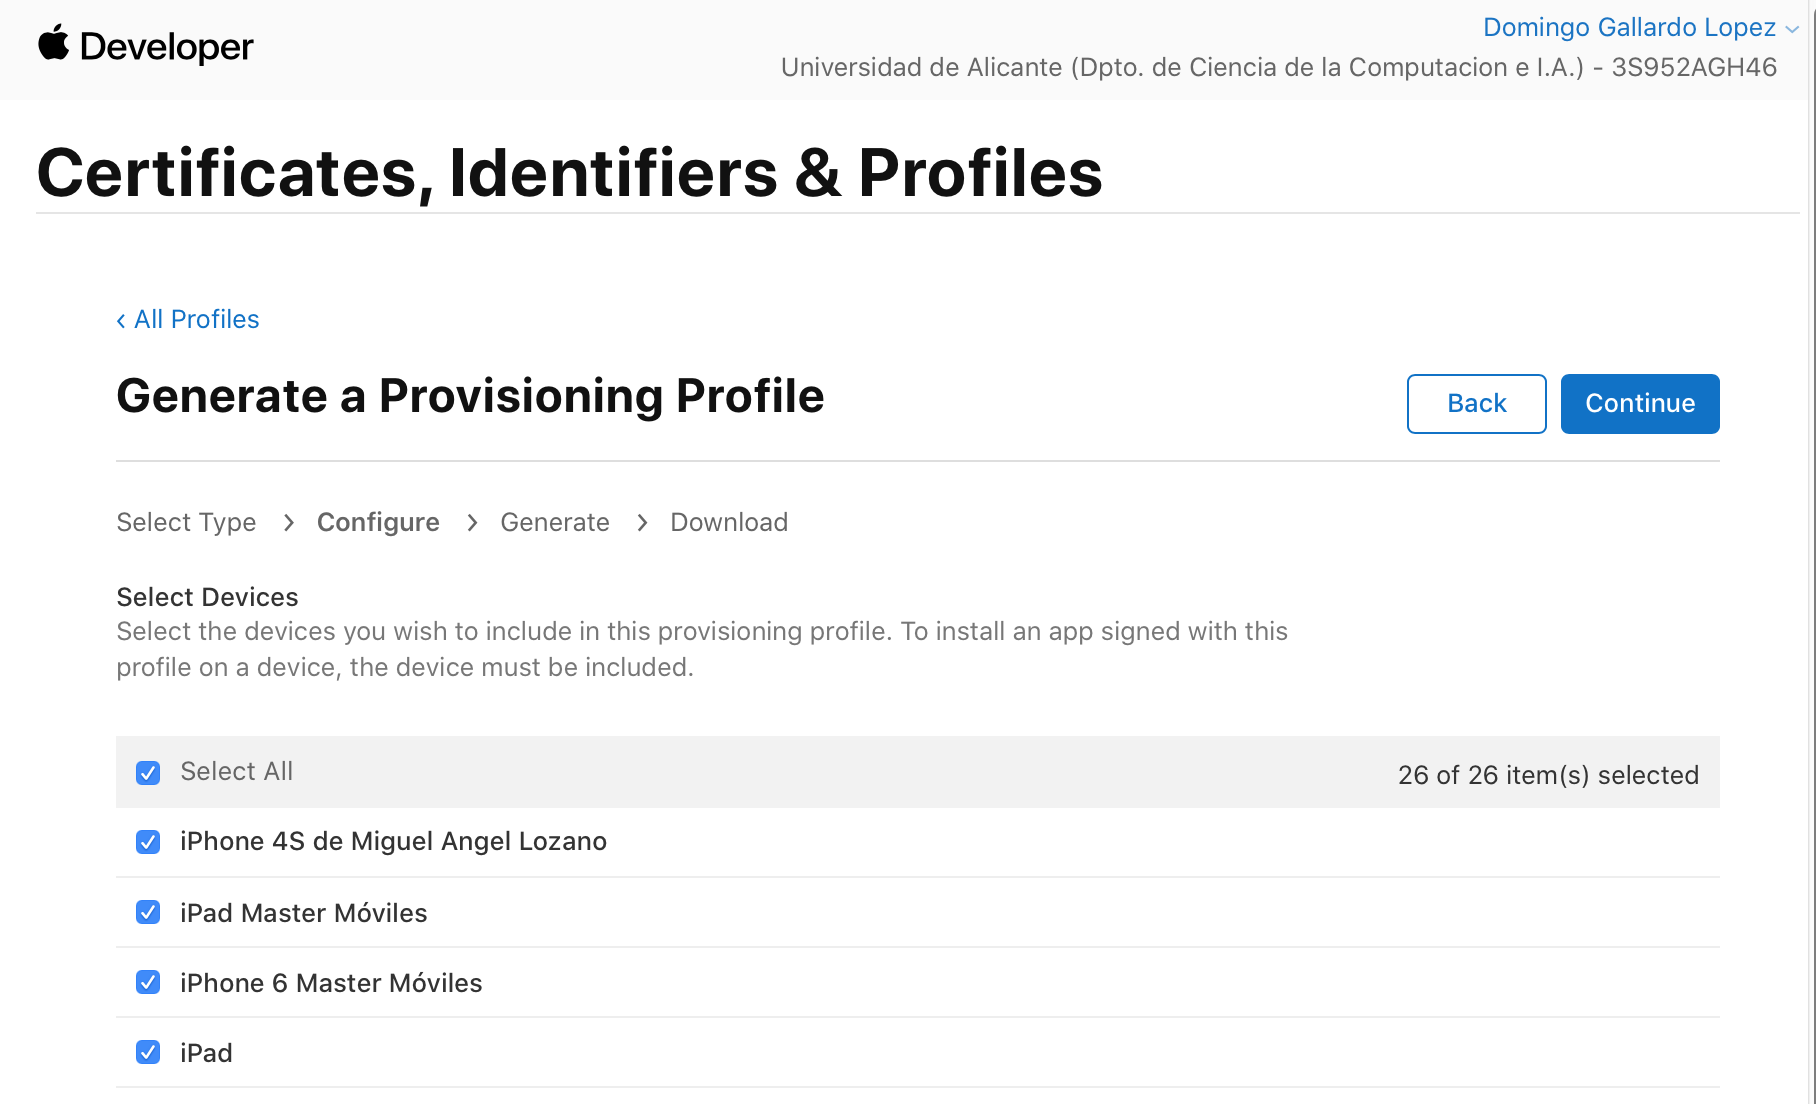 Developer
Domingo Gallardo Lopez
Universidad de Alicante (Dpto. de Ciencia de la Computacion e I.A.) - 3S952AGH46
Certificates, Identifiers & Profiles
‹ All Profiles
Generate a Provisioning Profile
Back
Continue
Select Type > Configure > Generate > Download
Select Devices
Select the devices you wish to include in this provisioning profile. To install an app signed with this
profile on a device, the device must be included.
Select All
26 of 26 item(s) selected
iPhone 4S de Miguel Angel Lozano
iPad Master Móviles
iPhone 6 Master Móviles
iPad